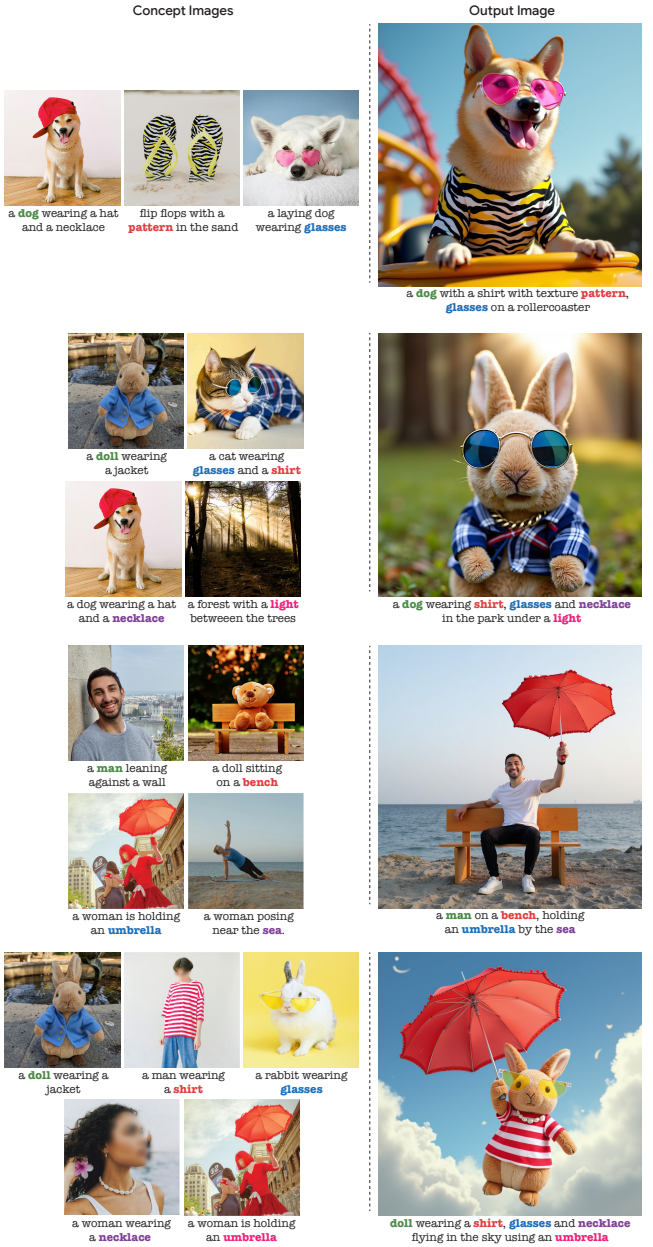 Concept Images
Output Image
a dog wearing a hat
and a necklace
flip flops with a
pattern in the sand
a laying dog
wearing glasses
a dog with a shirt with texture pattern,
glasses on a rollercoaster
a doll wearing
a jacket
a cat wearing
glasses and a shirt
a dog wearing a hat
and a necklace
a forest with a light
betweeen the trees
a dog wearing shirt, glasses and necklace
in the park under a light
a man leaning
against a wall
a doll sitting
on a bench
a woman is holding
an umbrella
a woman posing
near the sea.
a man on a bench, holding
an umbrella by the sea
a doll wearing a
jacket
a man wearing
a shirt
a rabbit wearing
glasses
a woman wearing
a necklace
a woman is holding
an umbrella
doll wearing a shirt, glasses and necklace
flying in the sky using an umbrella